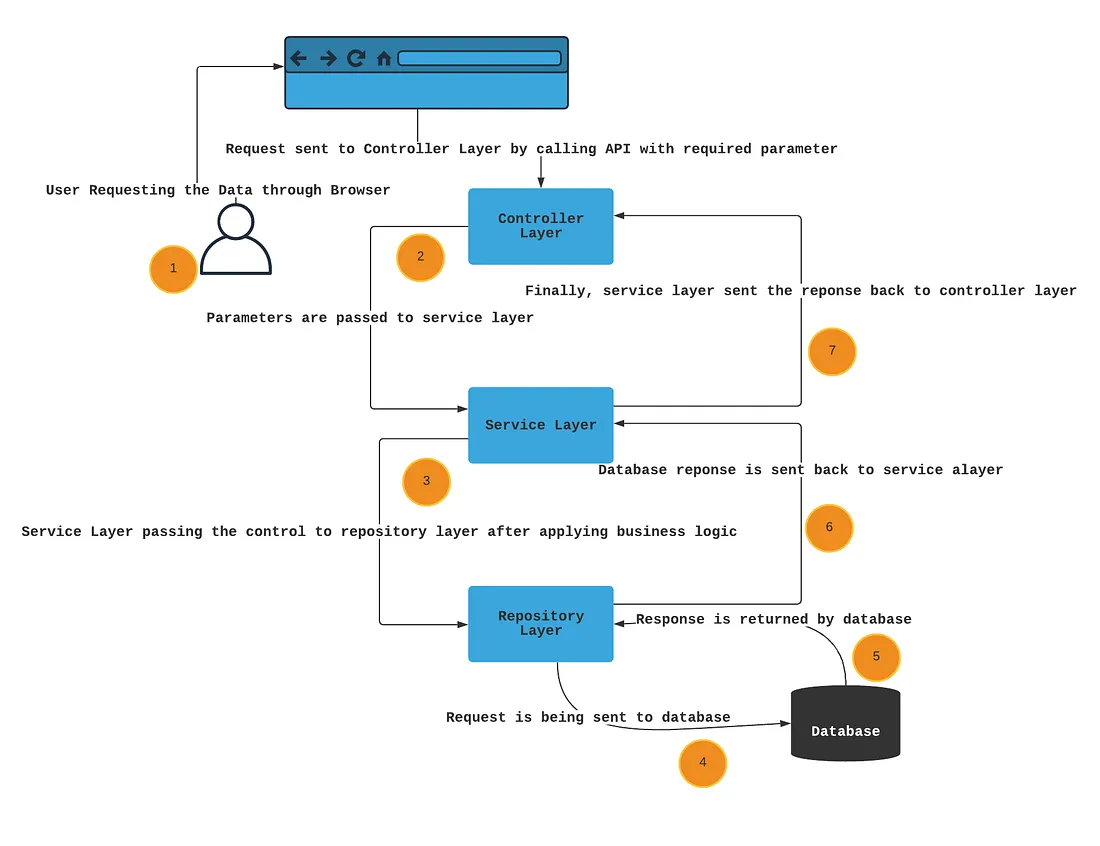 Request sent to Controller Layer by calling API with required parameter
User Requesting the Data through Browser
1
Controller
Layer
2
Parameters are passed to service layer
Finally, service layer sent the reponse back to controller layer
7
Service Layer
3
Database reponse is sent back to service alayer
Service Layer passing the control to repository layer after applying business logic
6
Repository
Layer
Response is returned by database
5
Request is being sent to database
Database
4